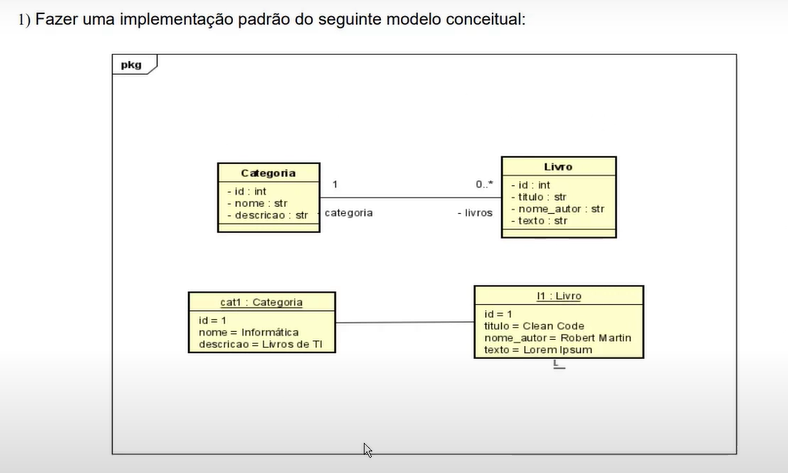 1) Fazer uma implementação padrão do seguinte modelo conceitual:
pkg
Categoria
- id : int
- nome : str
- descricao : str
1
- categoria
0..*
- livros
Livro
- id : int
- titulo : str
- nome_autor : str
- texto : str
cat1 : Categoria
id = 1
nome = Informática
descricao = Livros de TI
l1 : Livro
id = 1
titulo = Clean Code
nome_autor = Robert Martin
texto = Lorem Ipsum